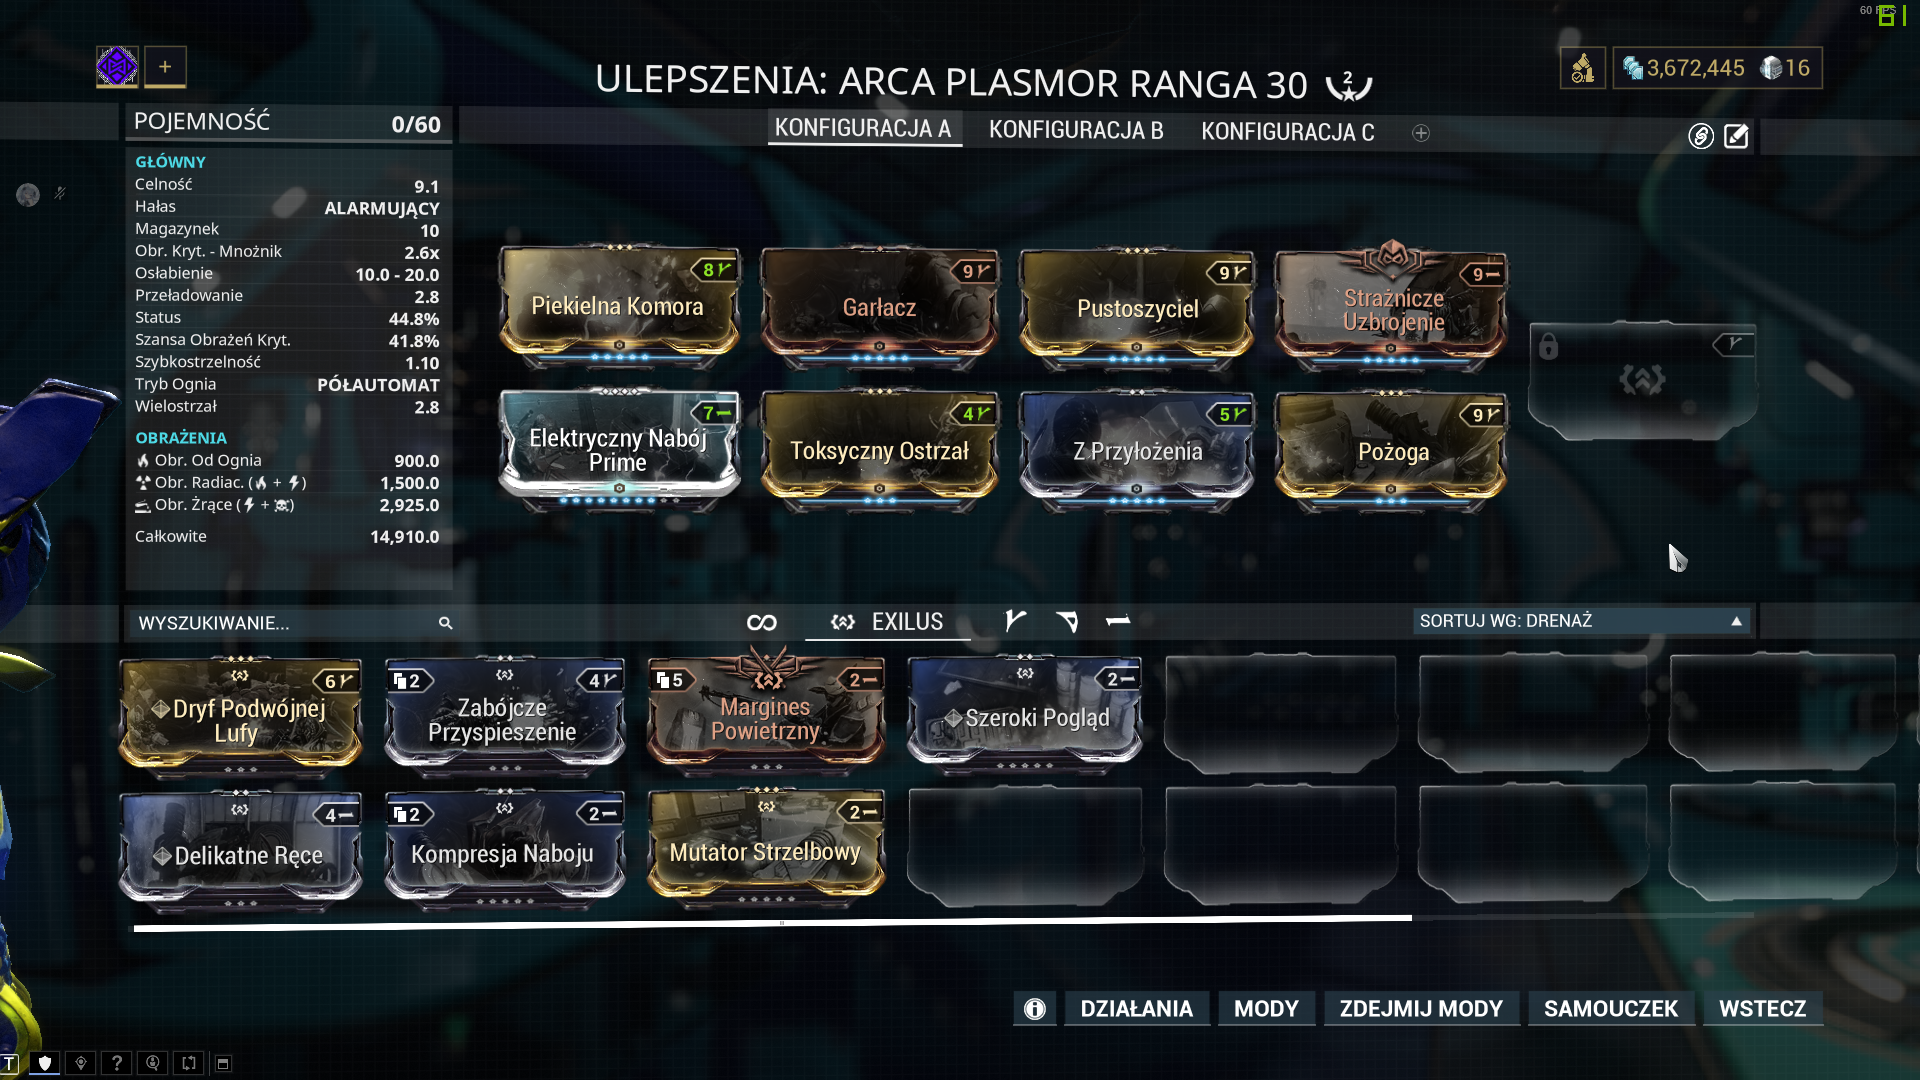 60 FPS
61
ULEPSZENIA: ARCA PLASMOR RANGA 30
2
3,672,445
16
POJEMNOŚĆ 0/60
KONFIGURACJA A
KONFIGURACJA B
KONFIGURACJA C
GŁÓWNY
Celność 9.1
Hałas ALARMUJĄCY
Magazynek 10
Obr. Kryt. - Mnożnik 2.6x
Osłabienie 10.0 - 20.0
Przeładowanie 2.8
Status 44.8%
Szansa Obrażeń Kryt. 41.8%
Szybkostrzelność 1.10
Tryb Ognia PÓŁAUTOMAT
Wielostrzał 2.8
OBRAŻENIA
Obr. Od Ognia 900.0
Obr. Radiac. ( + ) 1,500.0
Obr. Żrące ( + ) 2,925.0
Całkowite 14,910.0
8
Piekielna Komora
9
Garłacz
9
Pustoszyciel
9
Strażnicze
Uzbrojenie
7
Elektryczny Nabój
Prime
4
Toksyczny Ostrzał
5
Z Przyłożenia
9
Pożoga
WYSZUKIWANIE...
EXILUS
SORTUJ WG: DRENAŻ
6
Dryf Podwójnej
Lufy
2 4
Zabójcze
Przyspieszenie
5 2
Margines
Powietrzny
2
Szeroki Pogląd
4
Delikatne Ręce
2 2
Kompresja Naboju
2
Mutator Strzelbowy
DZIAŁANIA
MODY
ZDEJMIJ MODY
SAMOUCZEK
WSTECZ
T
?